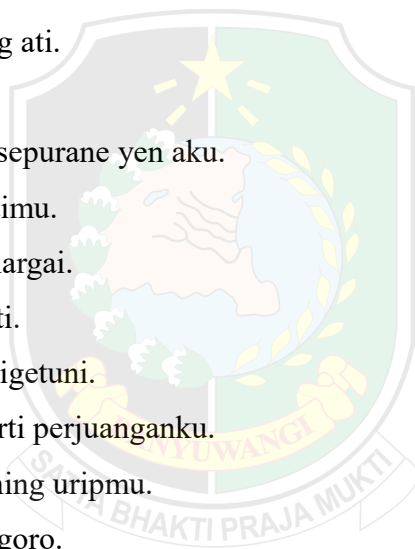 g ati.
sepurane yen aku.
imu.
argai.
ti.
igetuni.
rti perjuanganku.
ning uripmu.
goro.
BANYUWANGI
SATYA BHAKTI PRAJA MUKTI